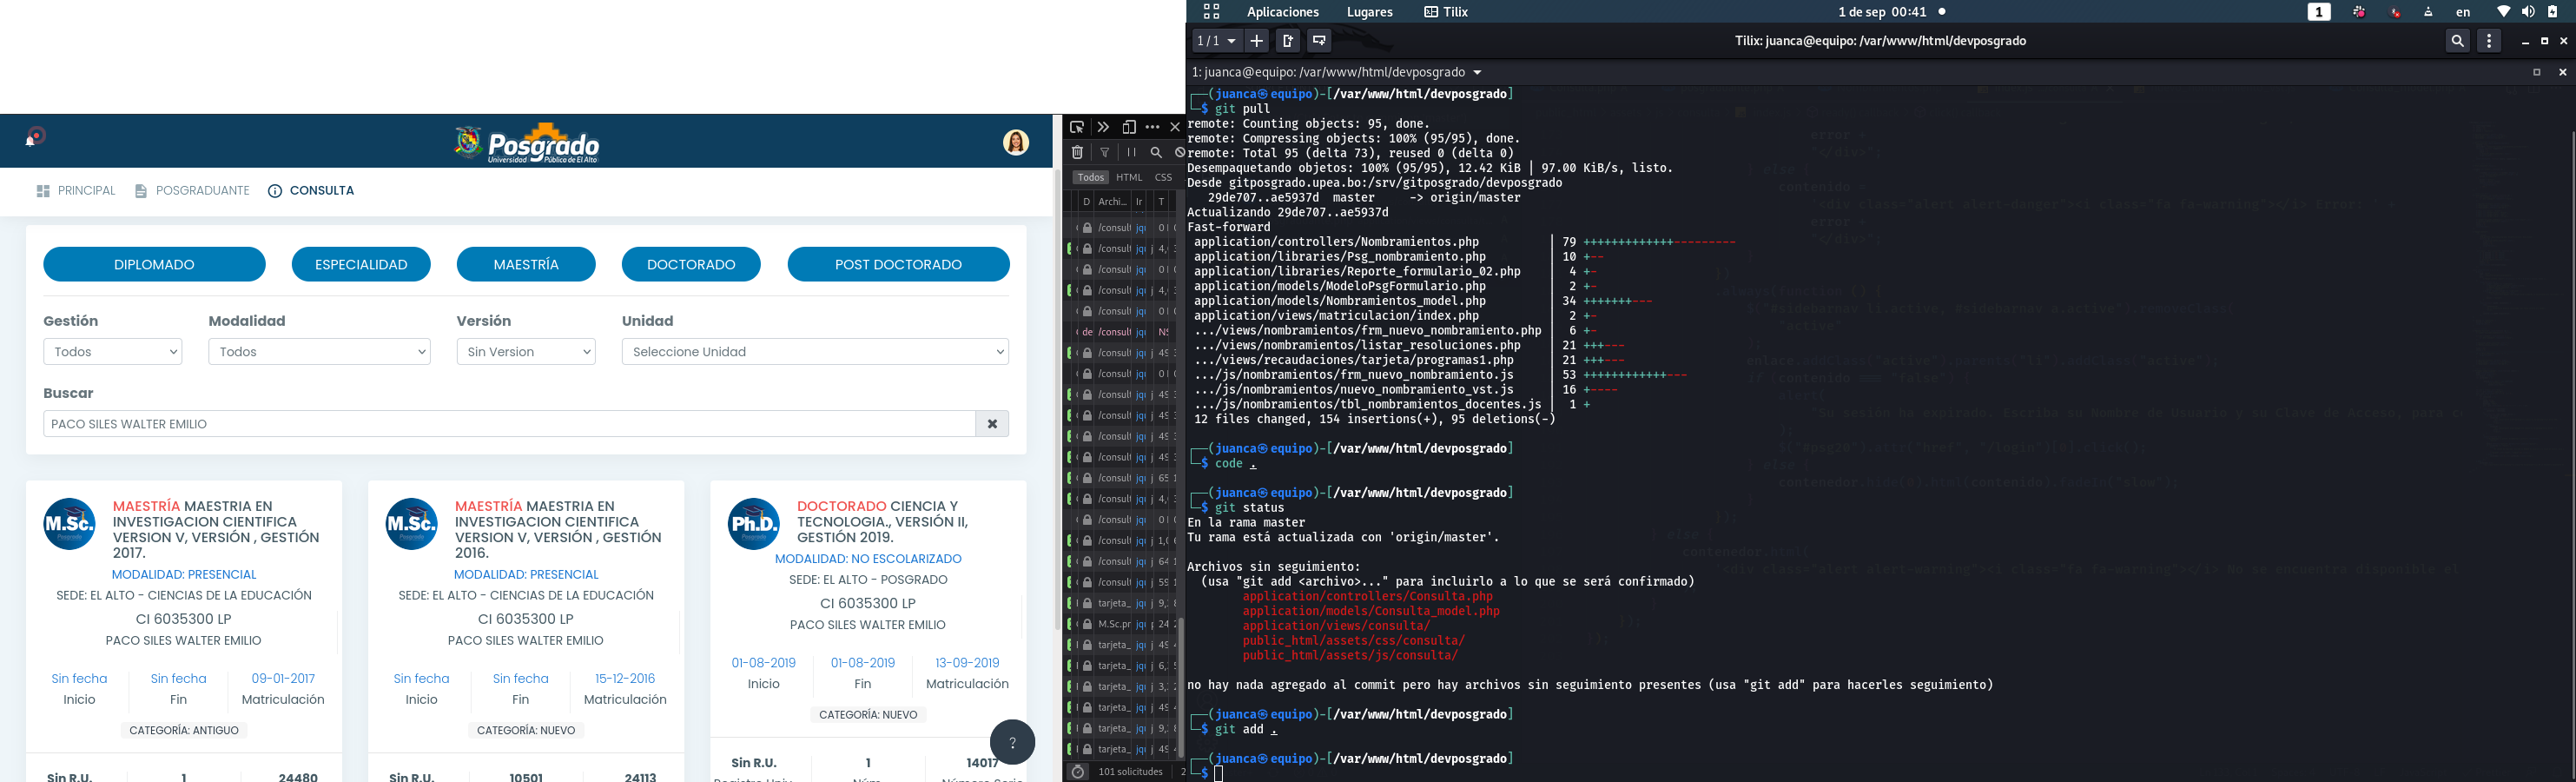 Aplicaciones Lugares Tilix
1 de sep 00:41
1
en
1 / 1
Tilix: juanca@equipo: /var/www/html/devposgrado
1: juanca@equipo: /var/www/html/devposgrado
Posgrado
Universidad Pública de El Alto
PRINCIPAL POSGRADUANTE CONSULTA
DIPLOMADO ESPECIALIDAD MAESTRÍA DOCTORADO POST DOCTORADO
Gestión Modalidad Versión Unidad
Todos Todos Sin Version Seleccione Unidad
Buscar
PACO SILES WALTER EMILIO
M.Sc.
MAESTRÍA MAESTRIA EN
INVESTIGACION CIENTIFICA
VERSION V, VERSIÓN , GESTIÓN
2017.
MODALIDAD: PRESENCIAL
SEDE: EL ALTO - CIENCIAS DE LA EDUCACIÓN
CI 6035300 LP
PACO SILES WALTER EMILIO
Sin fecha Sin fecha 09-01-2017
Inicio Fin Matriculación
CATEGORÍA: ANTIGUO
Sin R.U. 1 24480
M.Sc.
MAESTRÍA MAESTRIA EN
INVESTIGACION CIENTIFICA
VERSION V, VERSIÓN , GESTIÓN
2016.
MODALIDAD: PRESENCIAL
SEDE: EL ALTO - CIENCIAS DE LA EDUCACIÓN
CI 6035300 LP
PACO SILES WALTER EMILIO
Sin fecha Sin fecha 15-12-2016
Inicio Fin Matriculación
CATEGORÍA: NUEVO
Sin R.U. 10501 24113
Ph.D.
DOCTORADO CIENCIA Y
TECNOLOGIA., VERSIÓN II,
GESTIÓN 2019.
MODALIDAD: NO ESCOLARIZADO
SEDE: EL ALTO - POSGRADO
CI 6035300 LP
PACO SILES WALTER EMILIO
01-08-2019 01-08-2019 13-09-2019
Inicio Fin Matriculación
CATEGORÍA: NUEVO
Sin R.U. 1 14017
?
Todos HTML CSS
D Archi... Ir T
101 solicitudes
┌──(juanca㉿equipo)-[/var/www/html/devposgrado]
└─$ git pull
remote: Counting objects: 95, done.
remote: Compressing objects: 100% (95/95), done.
remote: Total 95 (delta 73), reused 0 (delta 0)
Desempaquetando objetos: 100% (95/95), 12.42 KiB | 97.00 KiB/s, listo.
Desde gitposgrado.upea.bo:/srv/gitposgrado/devposgrado
29de707..ae5937d master -> origin/master
Actualizando 29de707..ae5937d
Fast-forward
application/controllers/Nombramientos.php | 79 +++++++++++++---------
application/libraries/Psg_nombramiento.php | 10 +--
application/libraries/Reporte_formulario_02.php | 4 +-
application/models/ModeloPsgFormulario.php | 2 +-
application/models/Nombramientos_model.php | 34 +++++++---
application/views/matriculacion/index.php | 2 +-
.../views/nombramientos/frm_nuevo_nombramiento.php | 6 +-
.../views/nombramientos/listar_resoluciones.php | 21 +++---
.../views/recaudaciones/tarjeta/programas1.php | 21 +++---
.../js/nombramientos/frm_nuevo_nombramiento.js | 53 ++++++++++++---
.../js/nombramientos/nuevo_nombramiento_vst.js | 16 +----
.../js/nombramientos/tbl_nombramientos_docentes.js | 1 +
12 files changed, 154 insertions(+), 95 deletions(-)
┌──(juanca㉿equipo)-[/var/www/html/devposgrado]
└─$ code .
┌──(juanca㉿equipo)-[/var/www/html/devposgrado]
└─$ git status
En la rama master
Tu rama está actualizada con 'origin/master'.
Archivos sin seguimiento:
(usa "git add <archivo>..." para incluirlo a lo que se será confirmado)
application/controllers/Consulta.php
application/models/Consulta_model.php
application/views/consulta/
public_html/assets/css/consulta/
public_html/assets/js/consulta/
no hay nada agregado al commit pero hay archivos sin seguimiento presentes (usa "git add" para hacerles seguimiento)
┌──(juanca㉿equipo)-[/var/www/html/devposgrado]
└─$ git add .
┌──(juanca㉿equipo)-[/var/www/html/devposgrado]
└─$